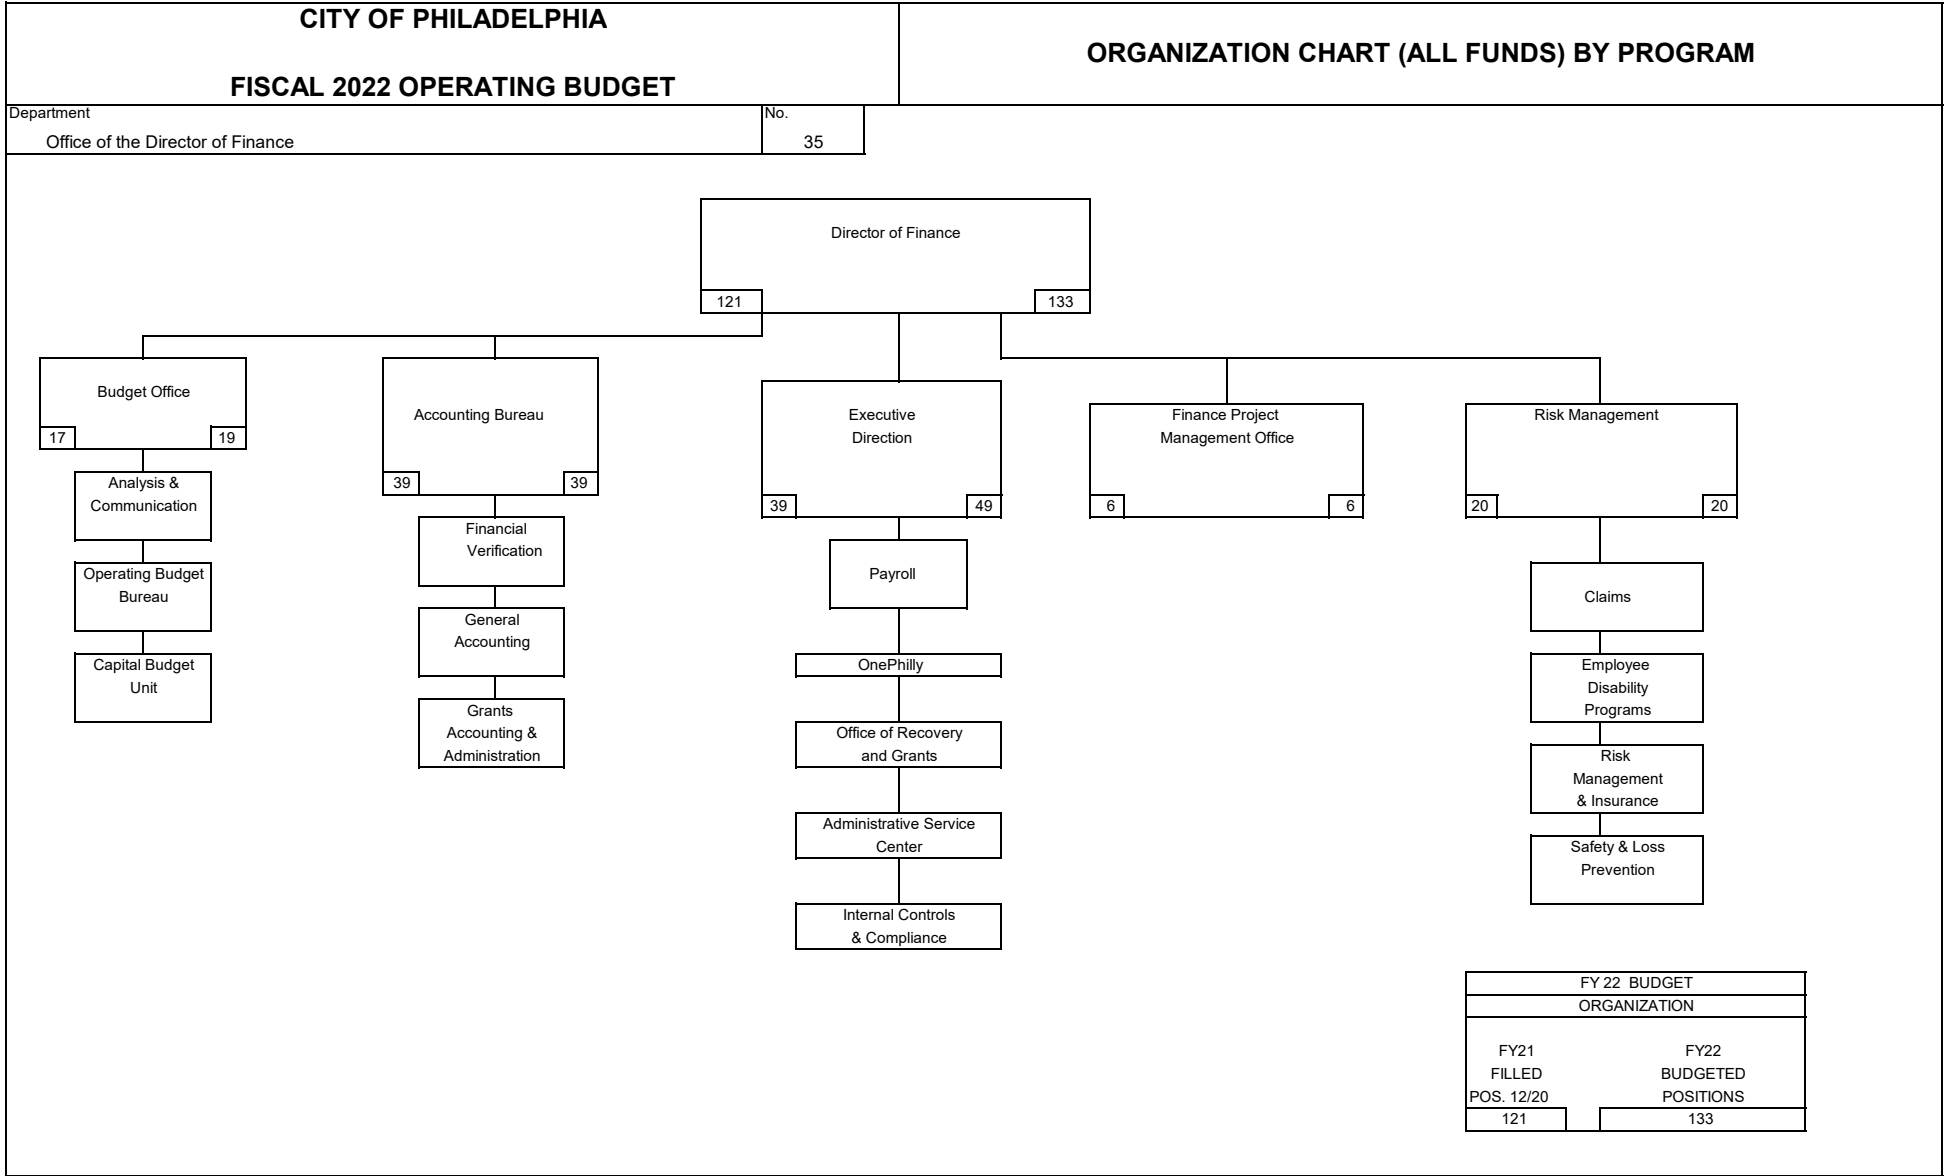 CITY OF PHILADELPHIA
FISCAL 2022 OPERATING BUDGET
ORGANIZATION CHART (ALL FUNDS) BY PROGRAM
Department
No.
Office of the Director of Finance
35
Director of Finance
121
133
Budget Office
17
19
Analysis &
Communication
Operating Budget
Bureau
Capital Budget
Unit
Accounting Bureau
39
39
Financial
Verification
General
Accounting
Grants
Accounting &
Administration
Executive
Direction
39
49
Payroll
OnePhilly
Office of Recovery
and Grants
Administrative Service
Center
Internal Controls
& Compliance
Finance Project
Management Office
6
6
Risk Management
20
20
Claims
Employee
Disability
Programs
Risk
Management
& Insurance
Safety & Loss
Prevention
FY 22 BUDGET
ORGANIZATION
FY21
FILLED
POS. 12/20
121
FY22
BUDGETED
POSITIONS
133